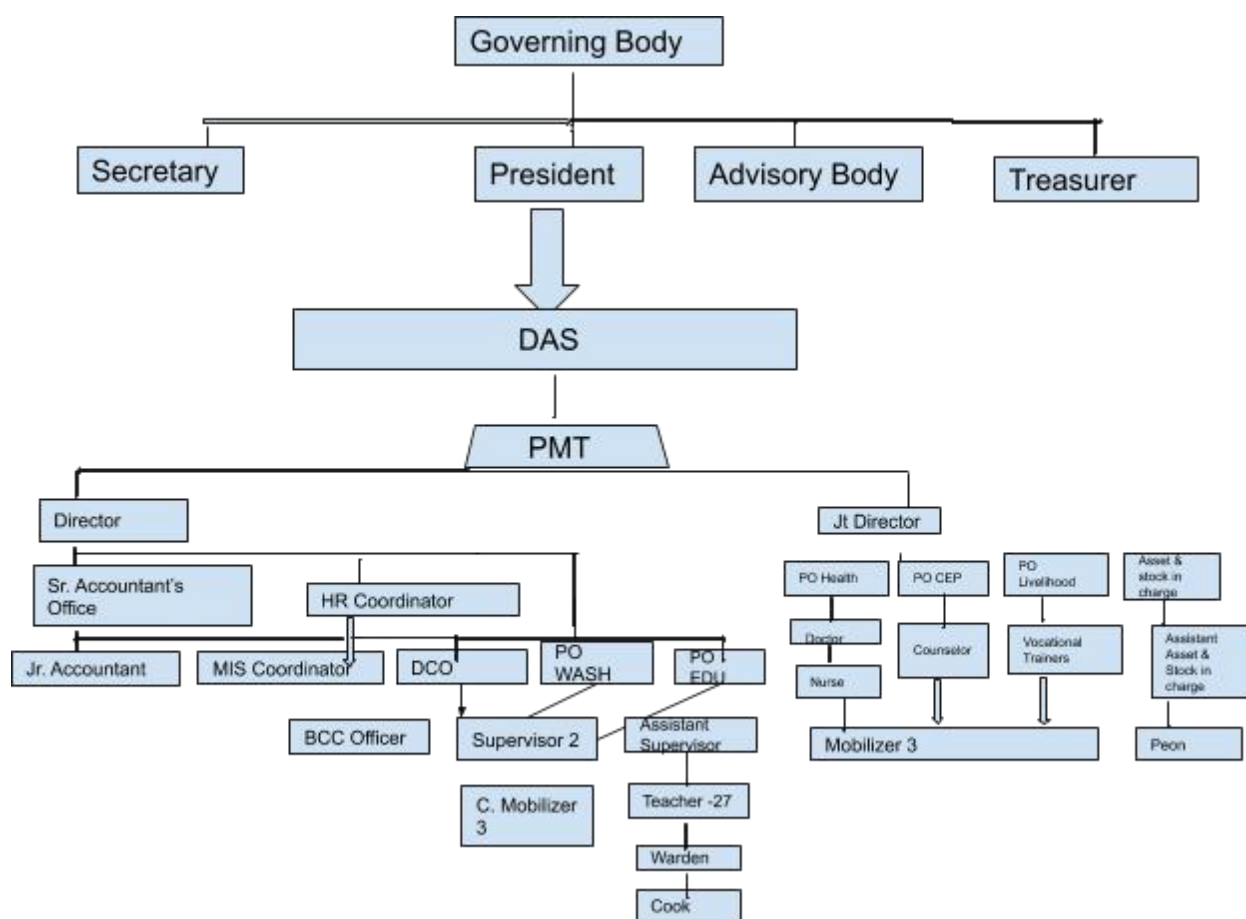 Governing Body
Secretary
President
Advisory Body
Treasurer
DAS
PMT
Director
Jt Director
Sr. Accountant's
Office
HR Coordinator
PO Health
PO CEP
PO
Livelihood
Asset &
stock in
charge
Jr. Accountant
MIS Coordinator
DCO
PO
WASH
PO
EDU
Doctor
Counselor
Vocational
Trainers
Assistant
Asset &
Stock in
charge
Nurse
BCC Officer
Supervisor 2
Assistant
Supervisor
Mobilizer 3
Peon
C. Mobilizer
3
Teacher -27
Warden
Cook